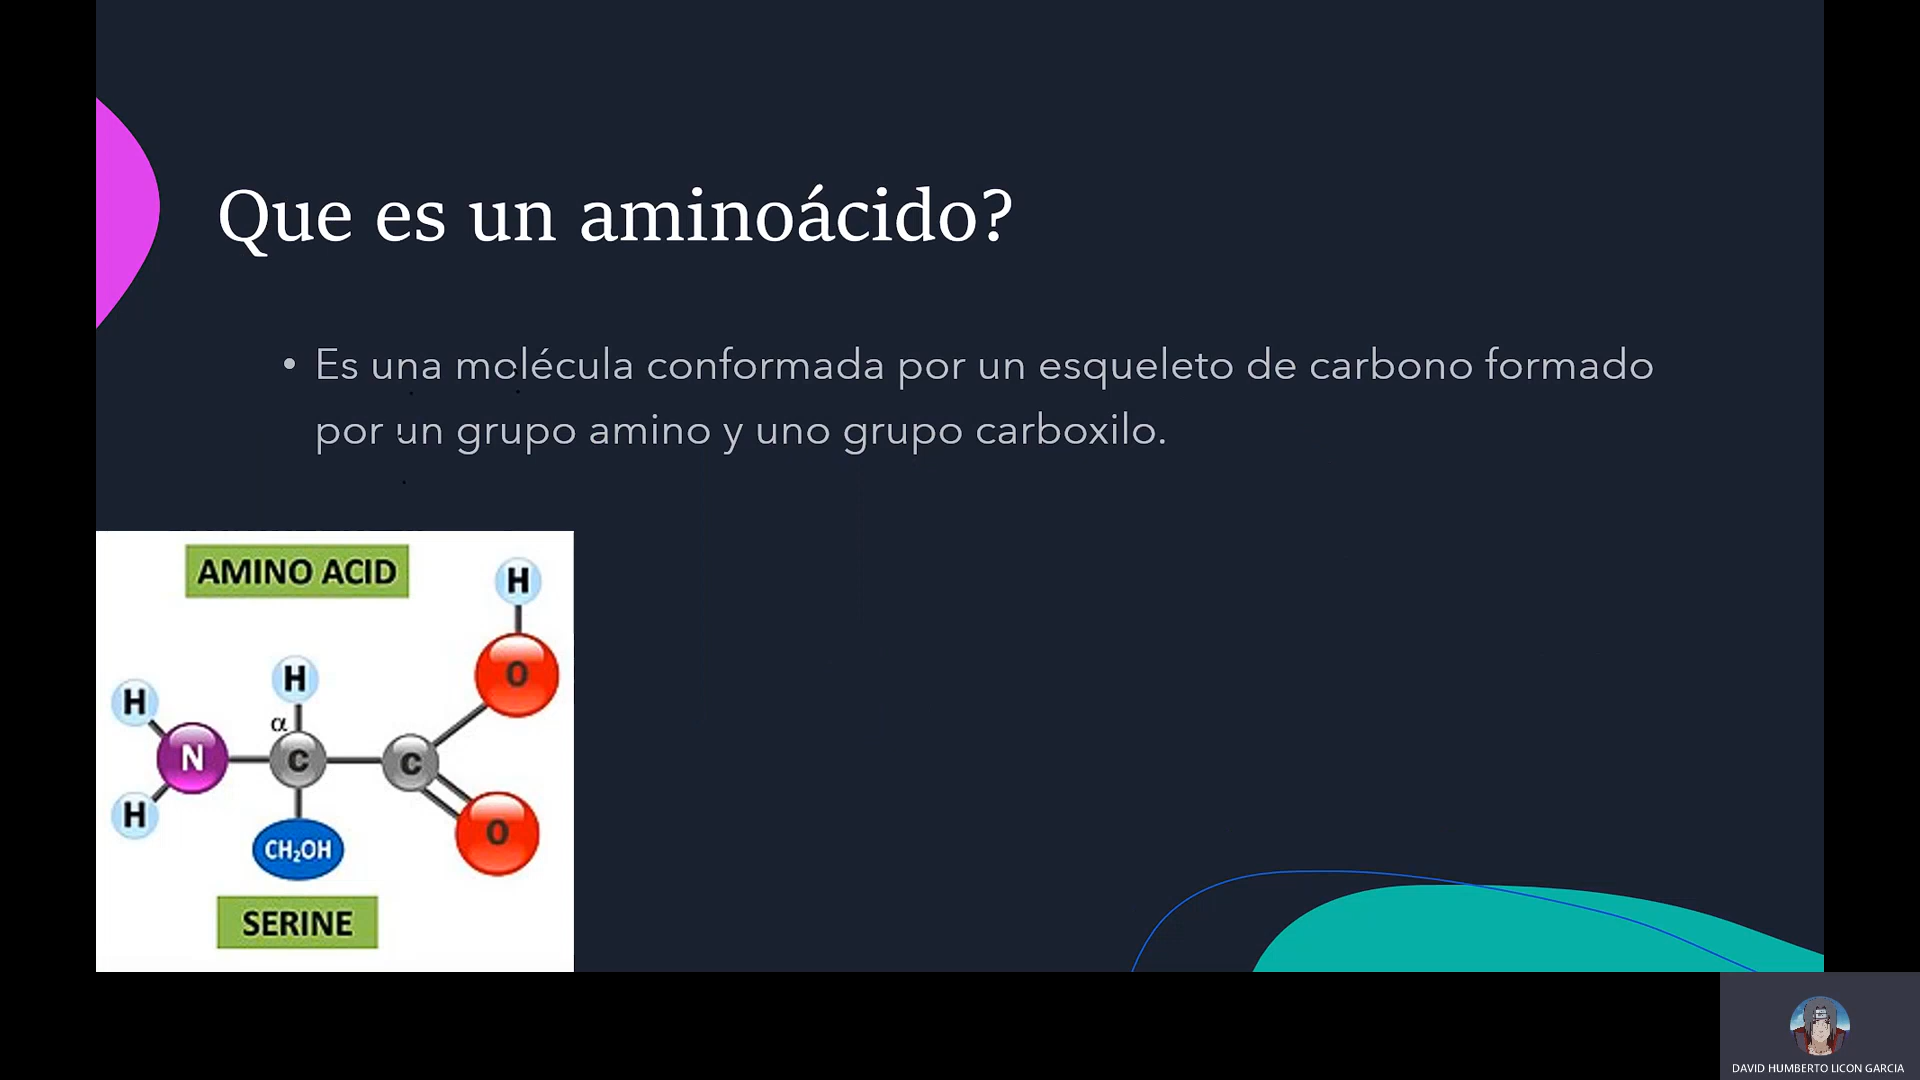 Que es un aminoácido?
• Es una molécula conformada por un esqueleto de carbono formado
por un grupo amino y uno grupo carboxilo.
AMINO ACID
H
O
H
H
α
N
C
C
H
O
CH₂OH
SERINE
DAVID HUMBERTO LICON GARCIA